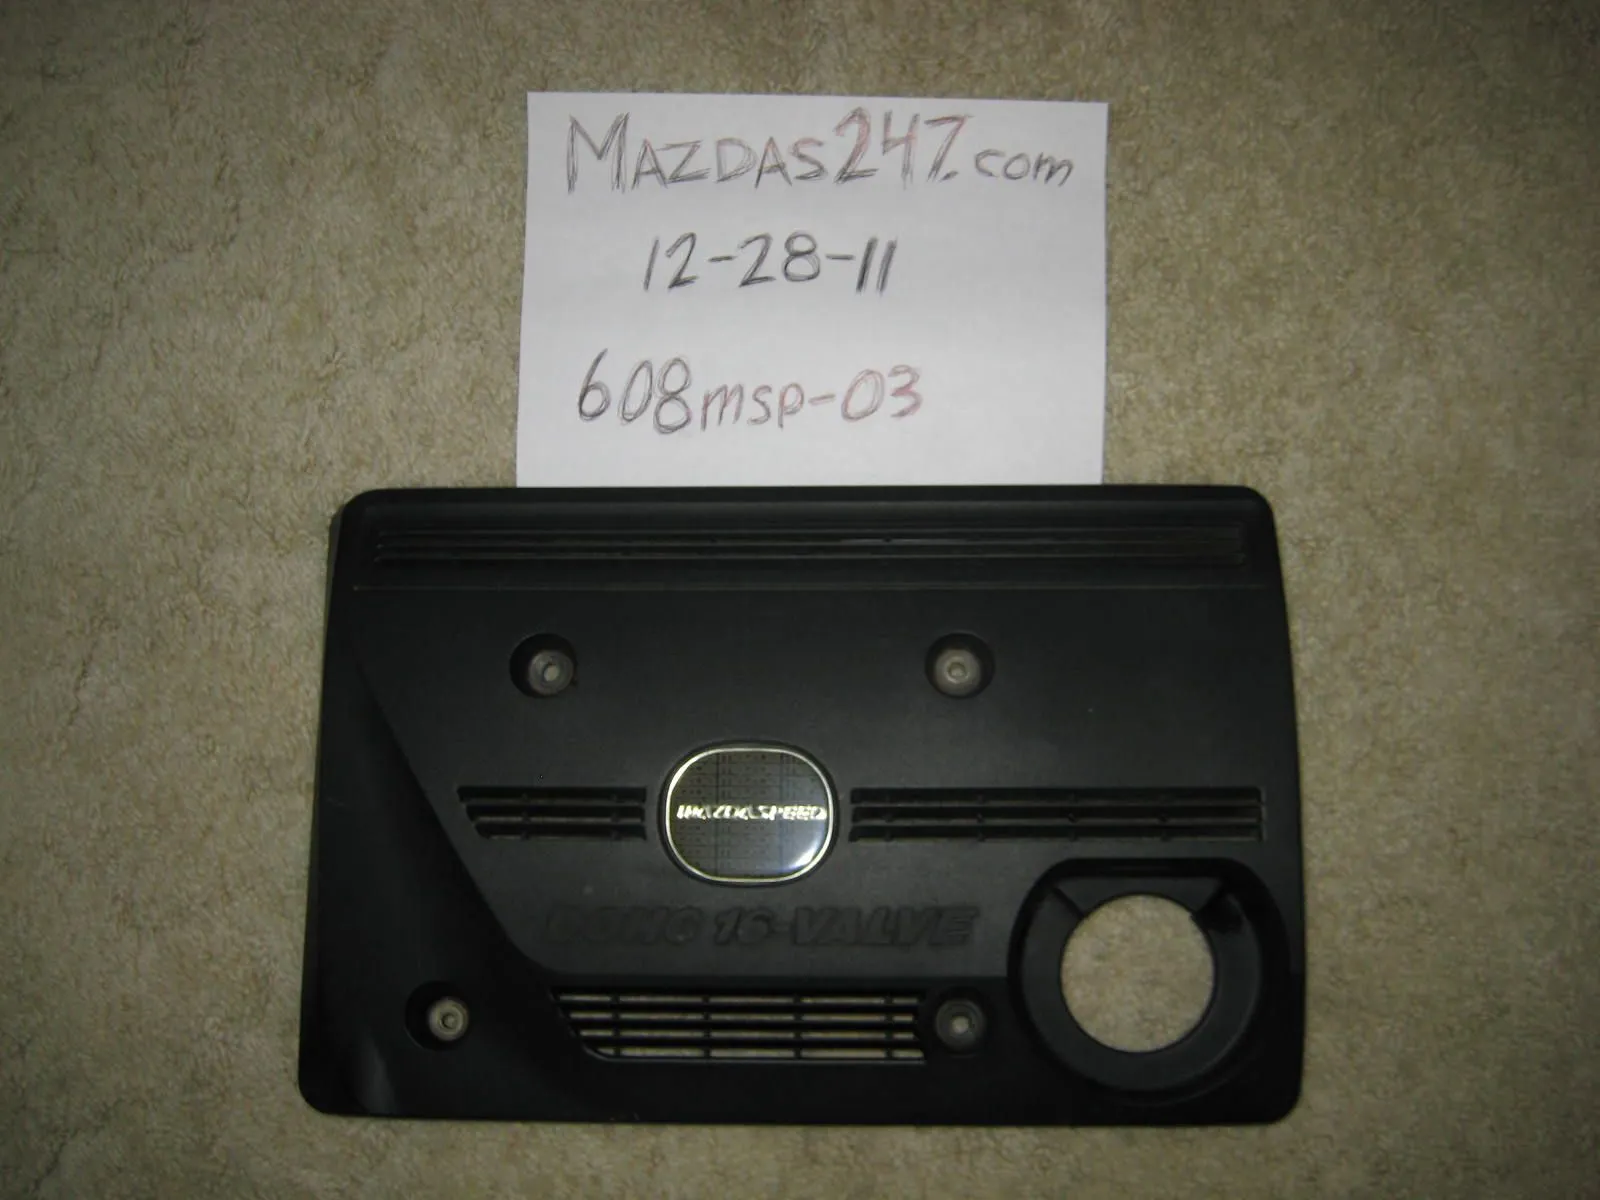 MAZDAS247.com
12-28-11
608msp-03
MAZDASPEED
DOHC 16-VALVE